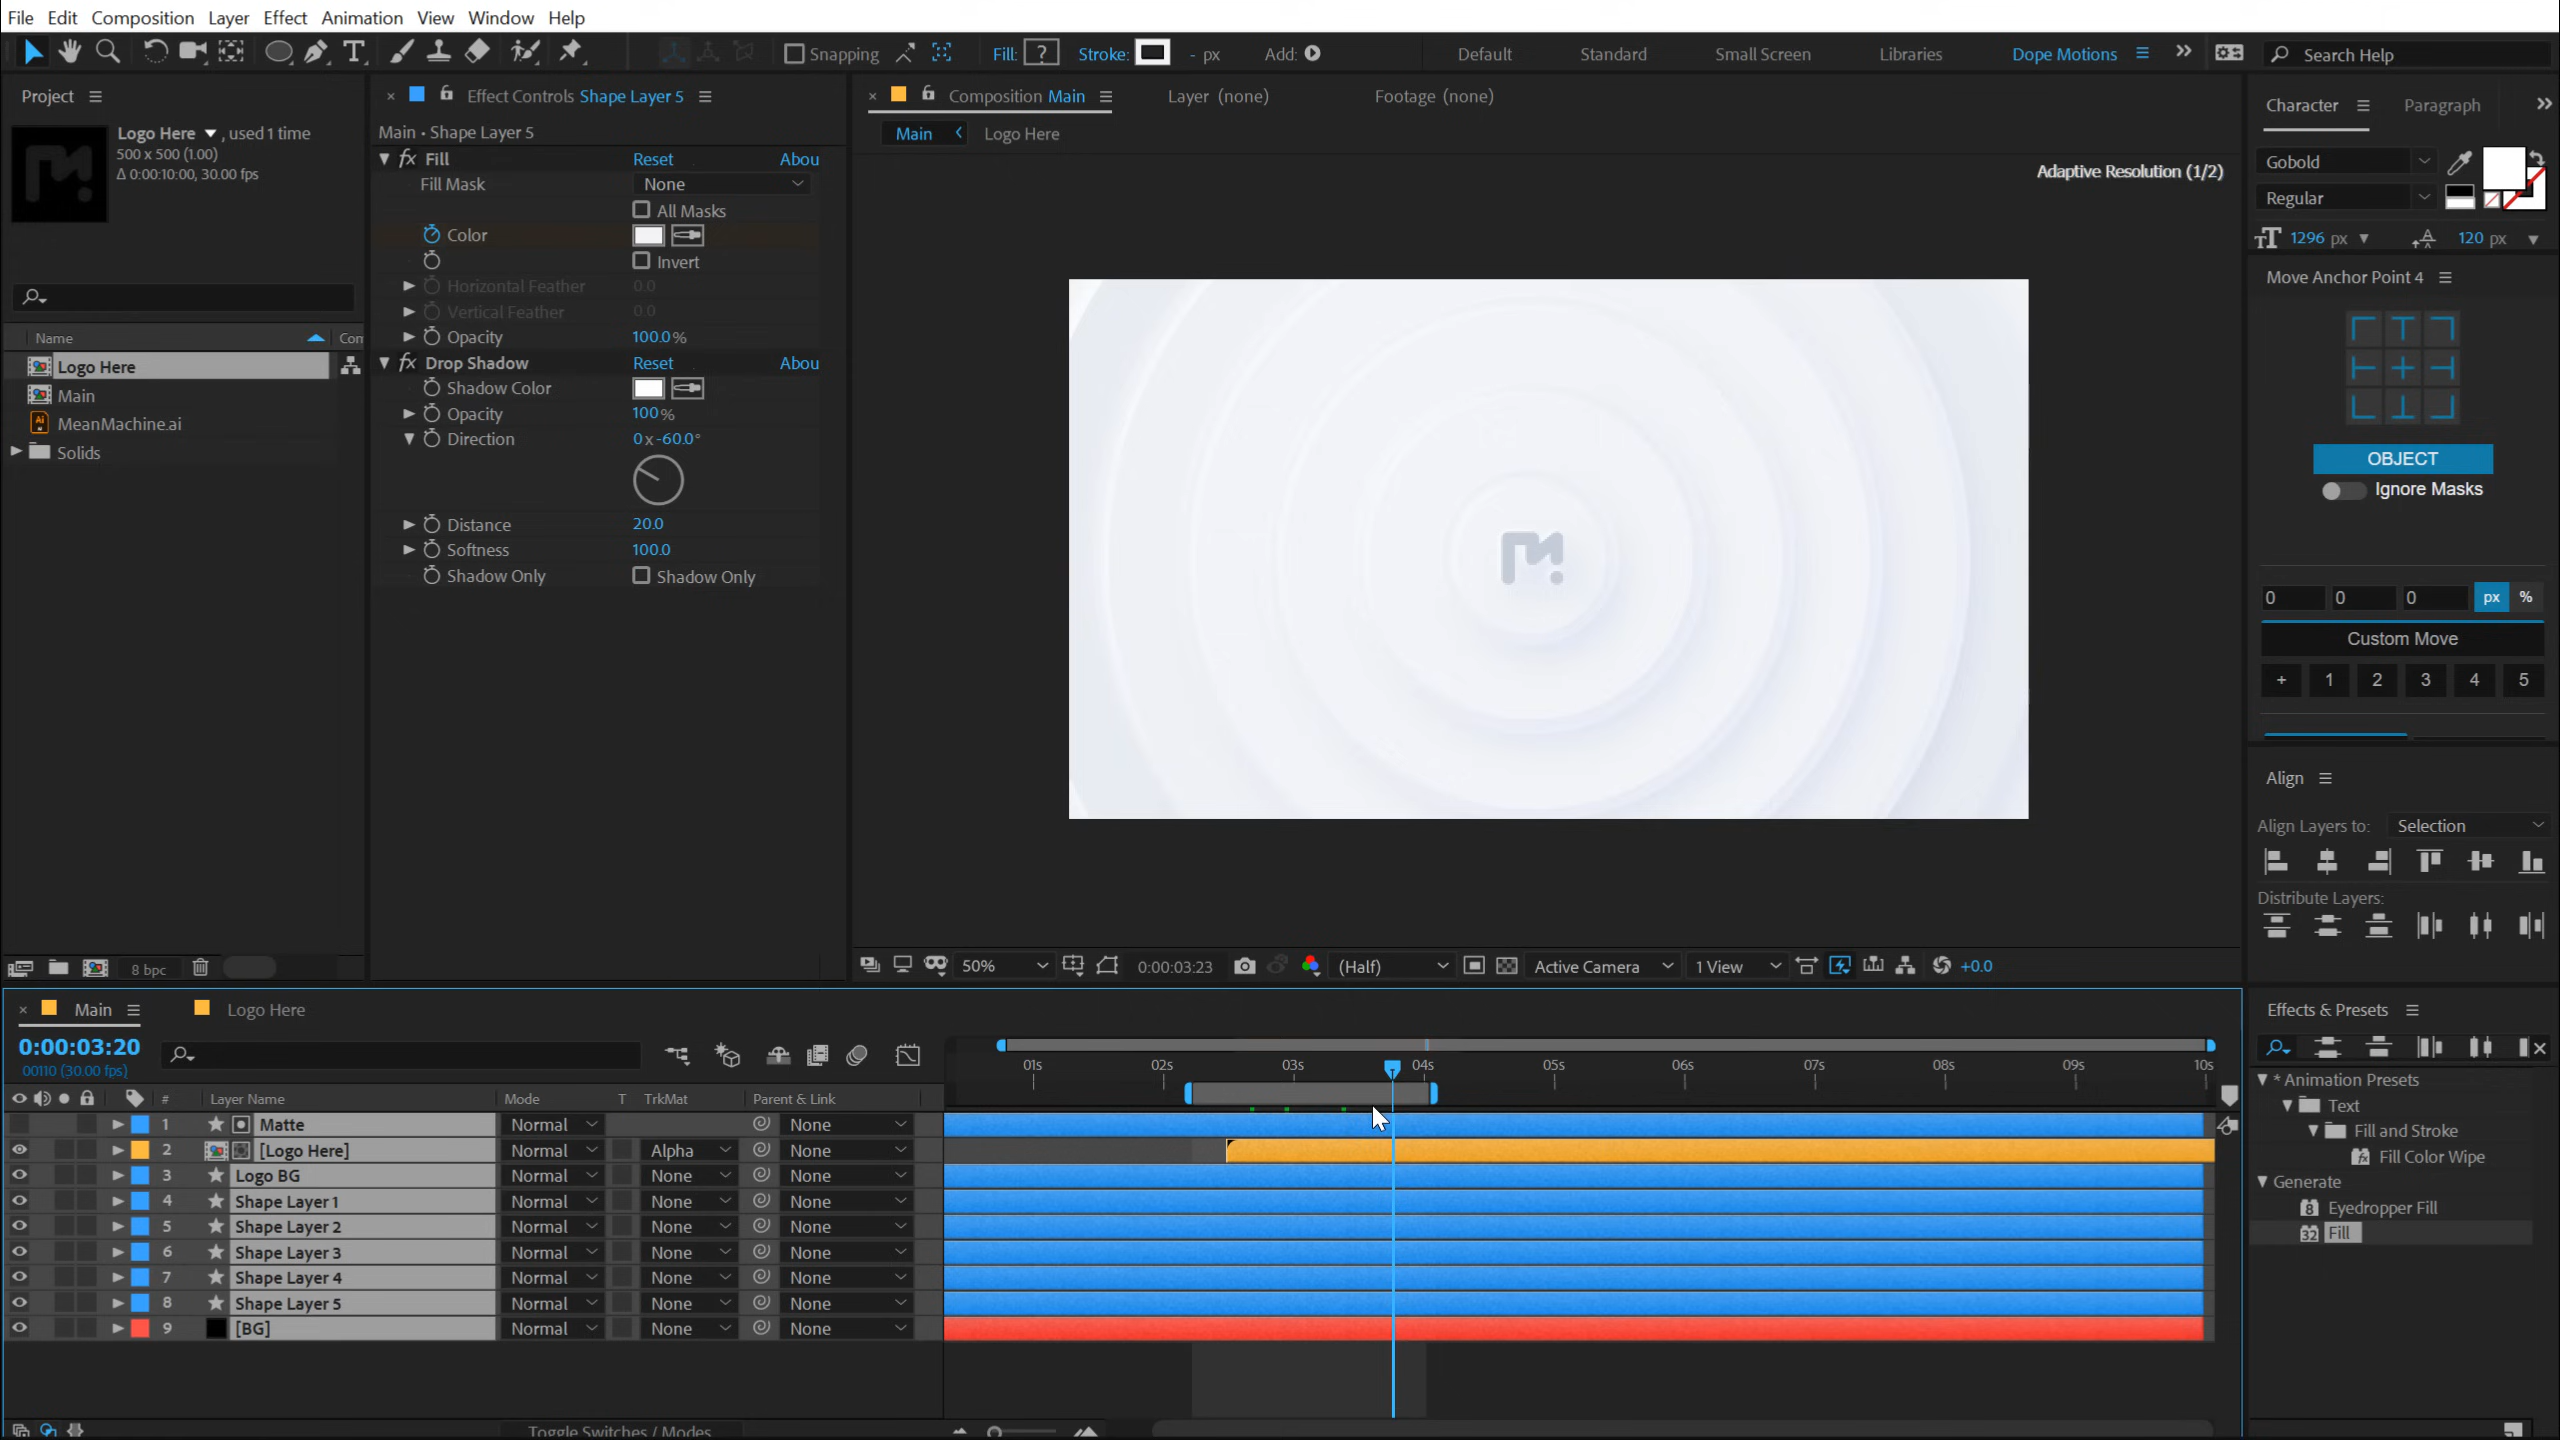 File Edit Composition Layer Effect Animation View Window Help
Snapping Fill: ? Stroke: - px Add: Default Standard Small Screen Libraries Dope Motions Search Help
Project
Logo Here , used 1 time
500 x 500 (1.00)
Δ 0:00:10:00, 30.00 fps
Name Con
Logo Here
Main
MeanMachine.ai
Solids
8 bpc
Effect Controls Shape Layer 5
Main • Shape Layer 5
fx Fill Reset Abou
Fill Mask None
All Masks
Color
Invert
Horizontal Feather 0.0
Vertical Feather 0.0
Opacity 100.0%
fx Drop Shadow Reset Abou
Shadow Color
Opacity 100%
Direction 0x-60.0°
Distance 20.0
Softness 100.0
Shadow Only Shadow Only
Composition Main Layer (none) Footage (none)
Main Logo Here
Adaptive Resolution (1/2)
50% 0:00:03:23 (Half) Active Camera 1 View +0.0
Character Paragraph
Gobold
Regular
1296 px 120 px
Move Anchor Point 4
OBJECT
Ignore Masks
0 0 0 px %
Custom Move
+ 1 2 3 4 5
Align
Align Layers to: Selection
Distribute Layers:
Main Logo Here
0:00:03:20
00110 (30.00 fps)
01s 02s 03s 04s 05s 06s 07s 08s 09s 10s
# Layer Name Mode T TrkMat Parent & Link
1 Matte Normal None
2 [Logo Here] Normal Alpha None
3 Logo BG Normal None None
4 Shape Layer 1 Normal None None
5 Shape Layer 2 Normal None None
6 Shape Layer 3 Normal None None
7 Shape Layer 4 Normal None None
8 Shape Layer 5 Normal None None
9 [BG] Normal None None
Toggle Switches / Modes
Effects & Presets
* Animation Presets
Text
Fill and Stroke
Fill Color Wipe
Generate
8 Eyedropper Fill
32 Fill